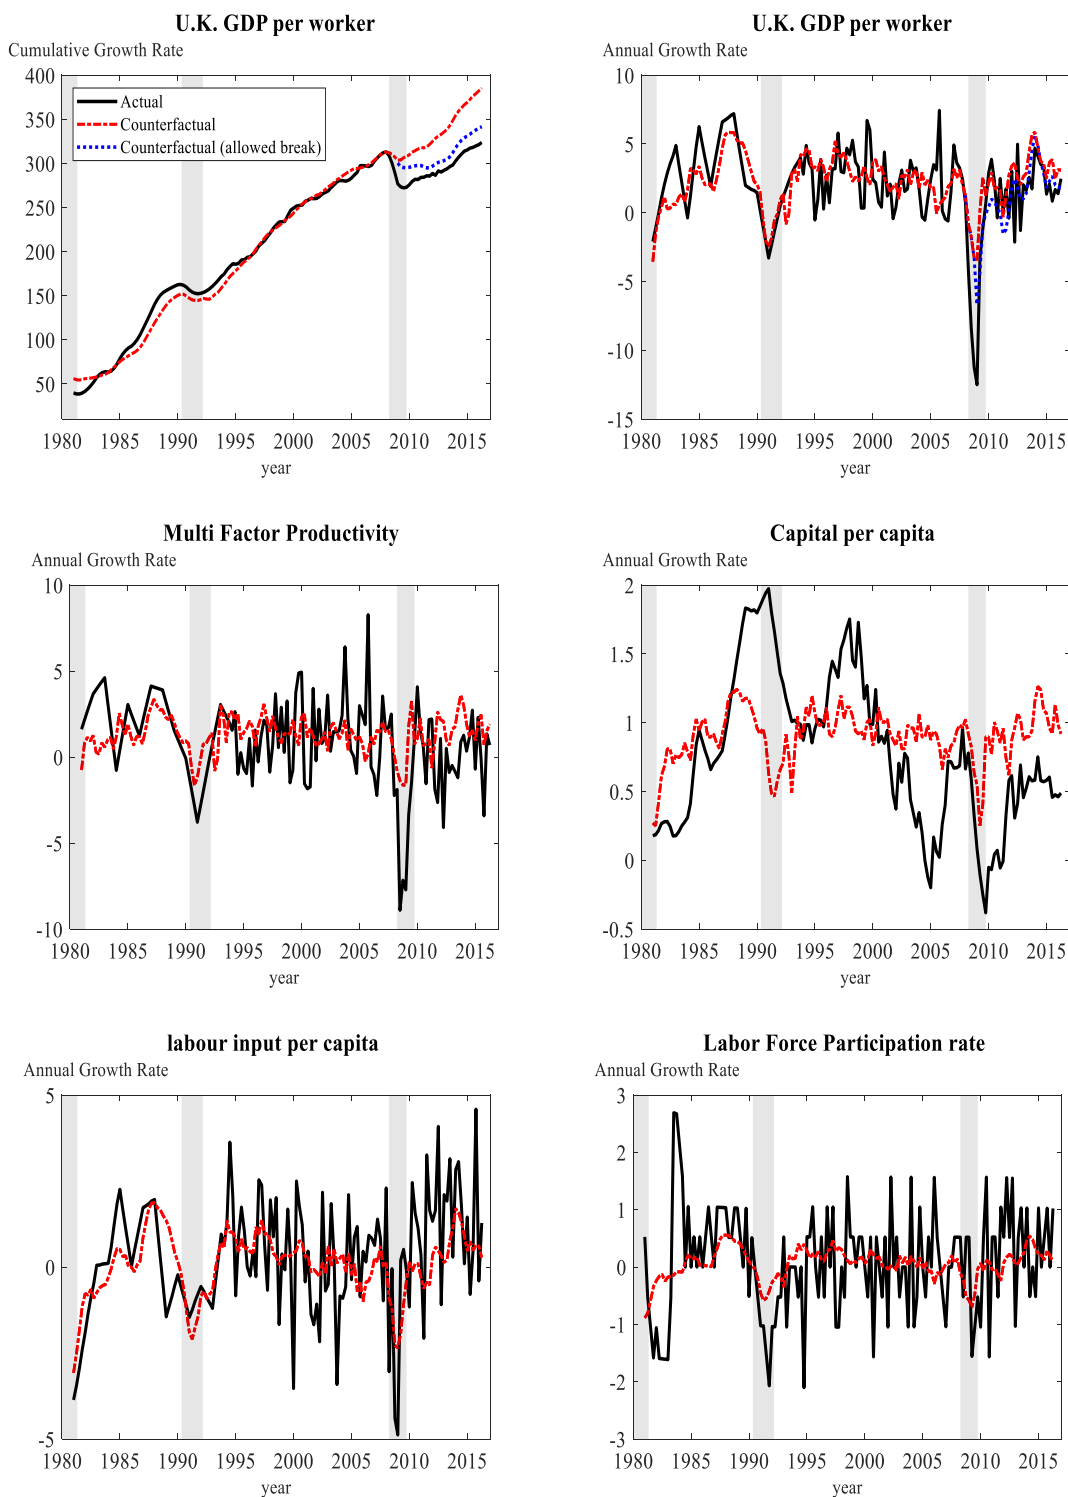 U.K. GDP per worker
Cumulative Growth Rate
400
350
300
250
200
150
100
50
Actual
Counterfactual
Counterfactual (allowed break)
1980 1985 1990 1995 2000 2005 2010 2015
year
U.K. GDP per worker
Annual Growth Rate
10
5
0
-5
-10
-15
1980 1985 1990 1995 2000 2005 2010 2015
year
Multi Factor Productivity
Annual Growth Rate
10
5
0
-5
-10
1980 1985 1990 1995 2000 2005 2010 2015
year
Capital per capita
Annual Growth Rate
2
1.5
1
0.5
0
-0.5
1980 1985 1990 1995 2000 2005 2010 2015
year
labour input per capita
Annual Growth Rate
5
0
-5
1980 1985 1990 1995 2000 2005 2010 2015
year
Labor Force Participation rate
Annual Growth Rate
3
2
1
0
-1
-2
-3
1980 1985 1990 1995 2000 2005 2010 2015
year